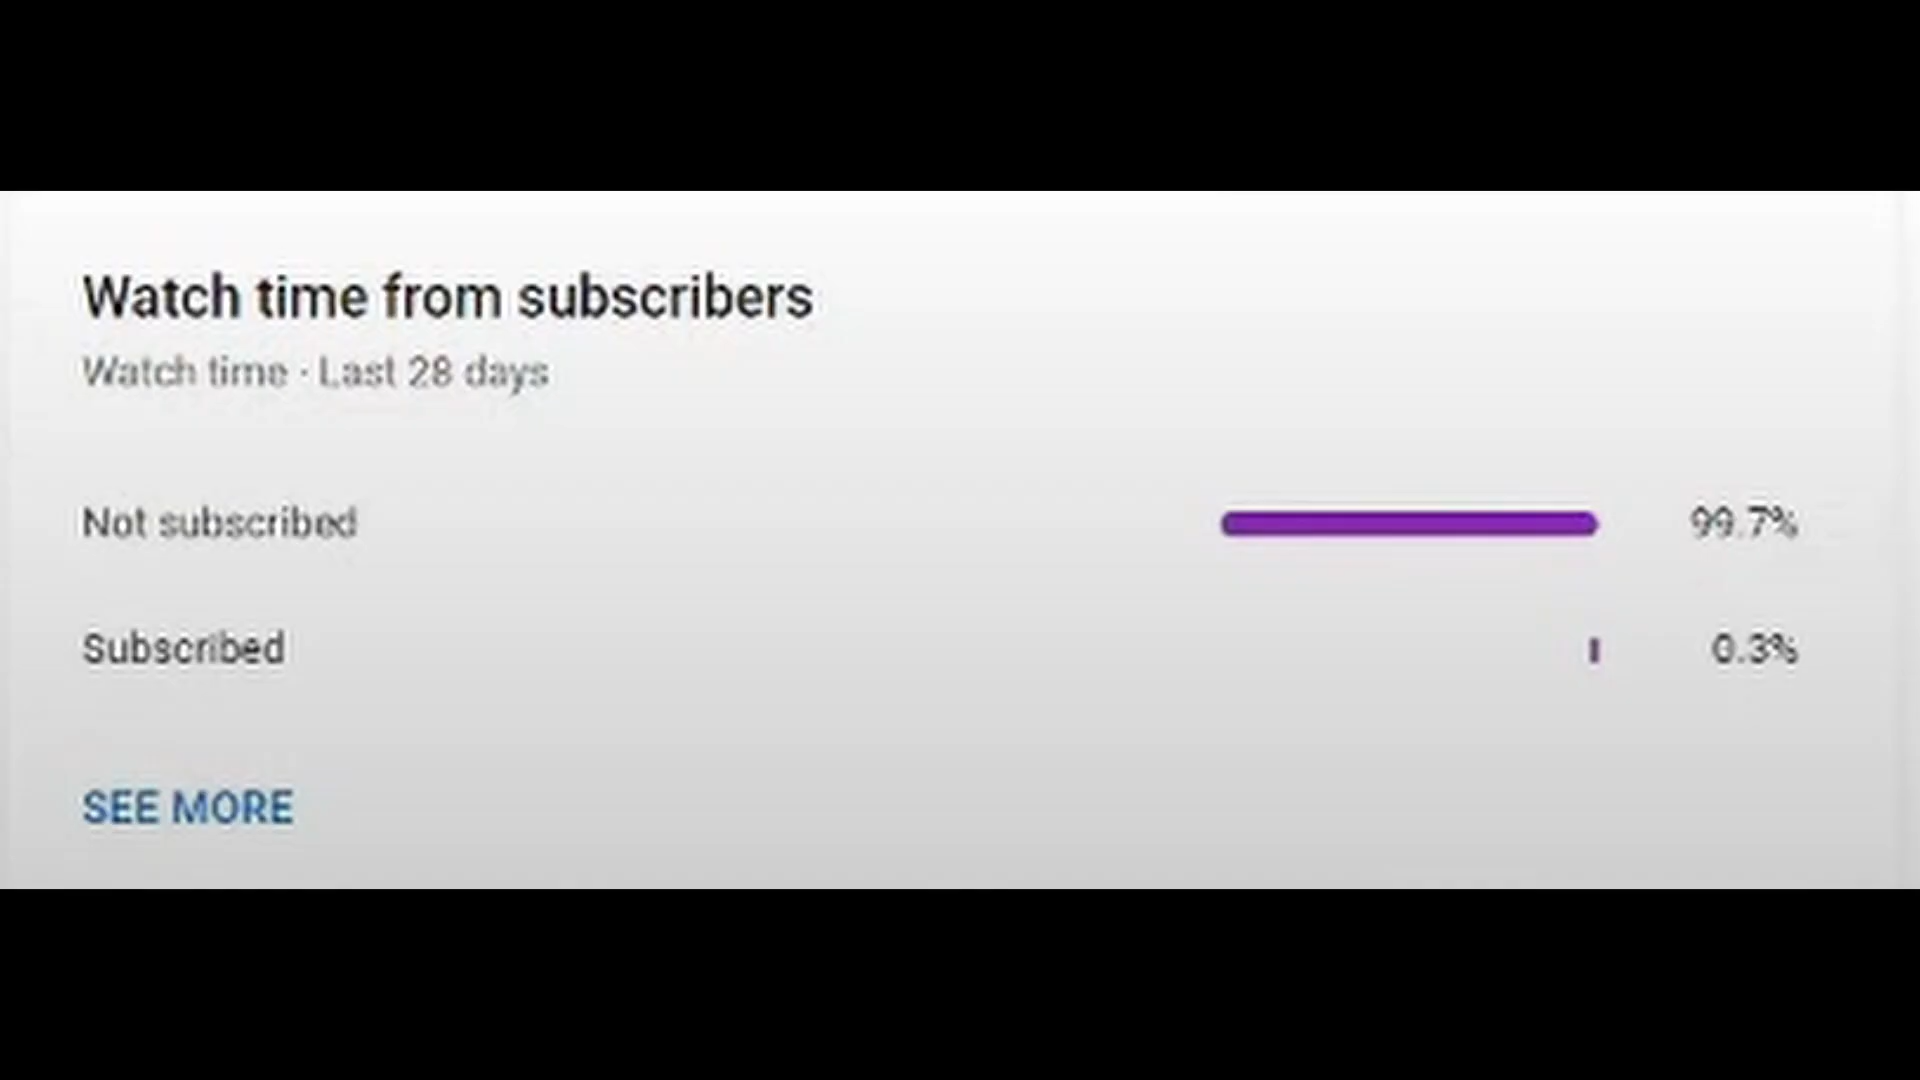 Watch time from subscribers
Watch time · Last 28 days
Not subscribed 99.7%
Subscribed 0.3%
SEE MORE